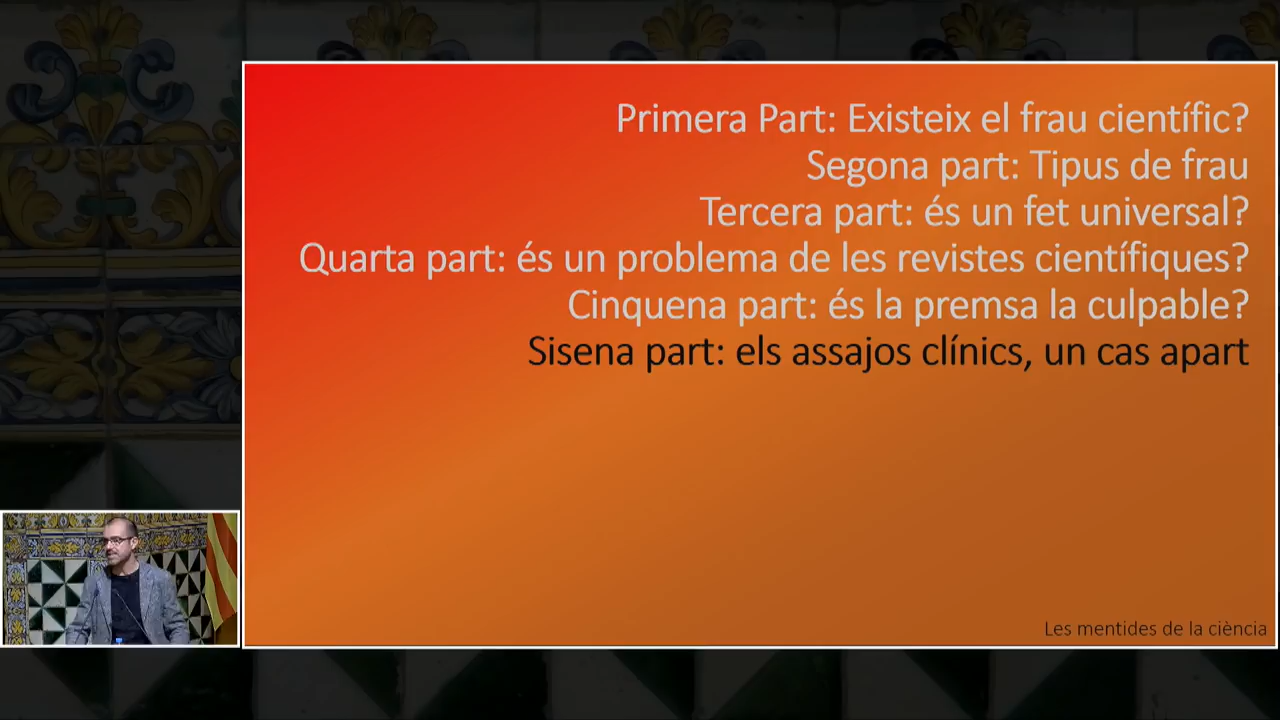 Primera Part: Existeix el frau científic?
Segona part: Tipus de frau
Tercera part: és un fet universal?
Quarta part: és un problema de les revistes científiques?
Cinquena part: és la premsa la culpable?
Sisena part: els assajos clínics, un cas apart
Les mentides de la ciència